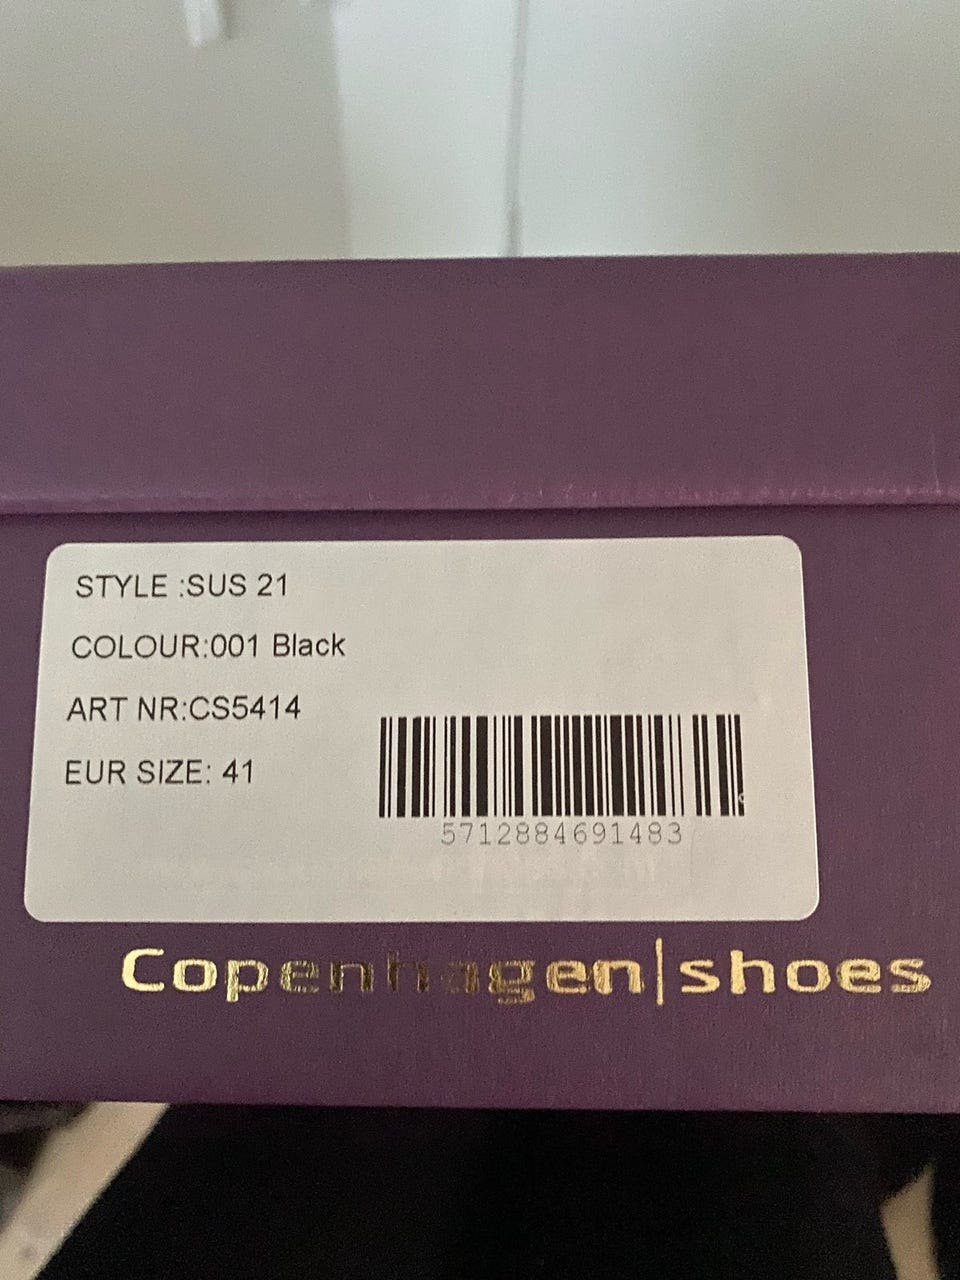 STYLE :SUS 21
COLOUR:001 Black
ART NR:CS5414
EUR SIZE: 41
5712884691483
Copenhagen|shoes